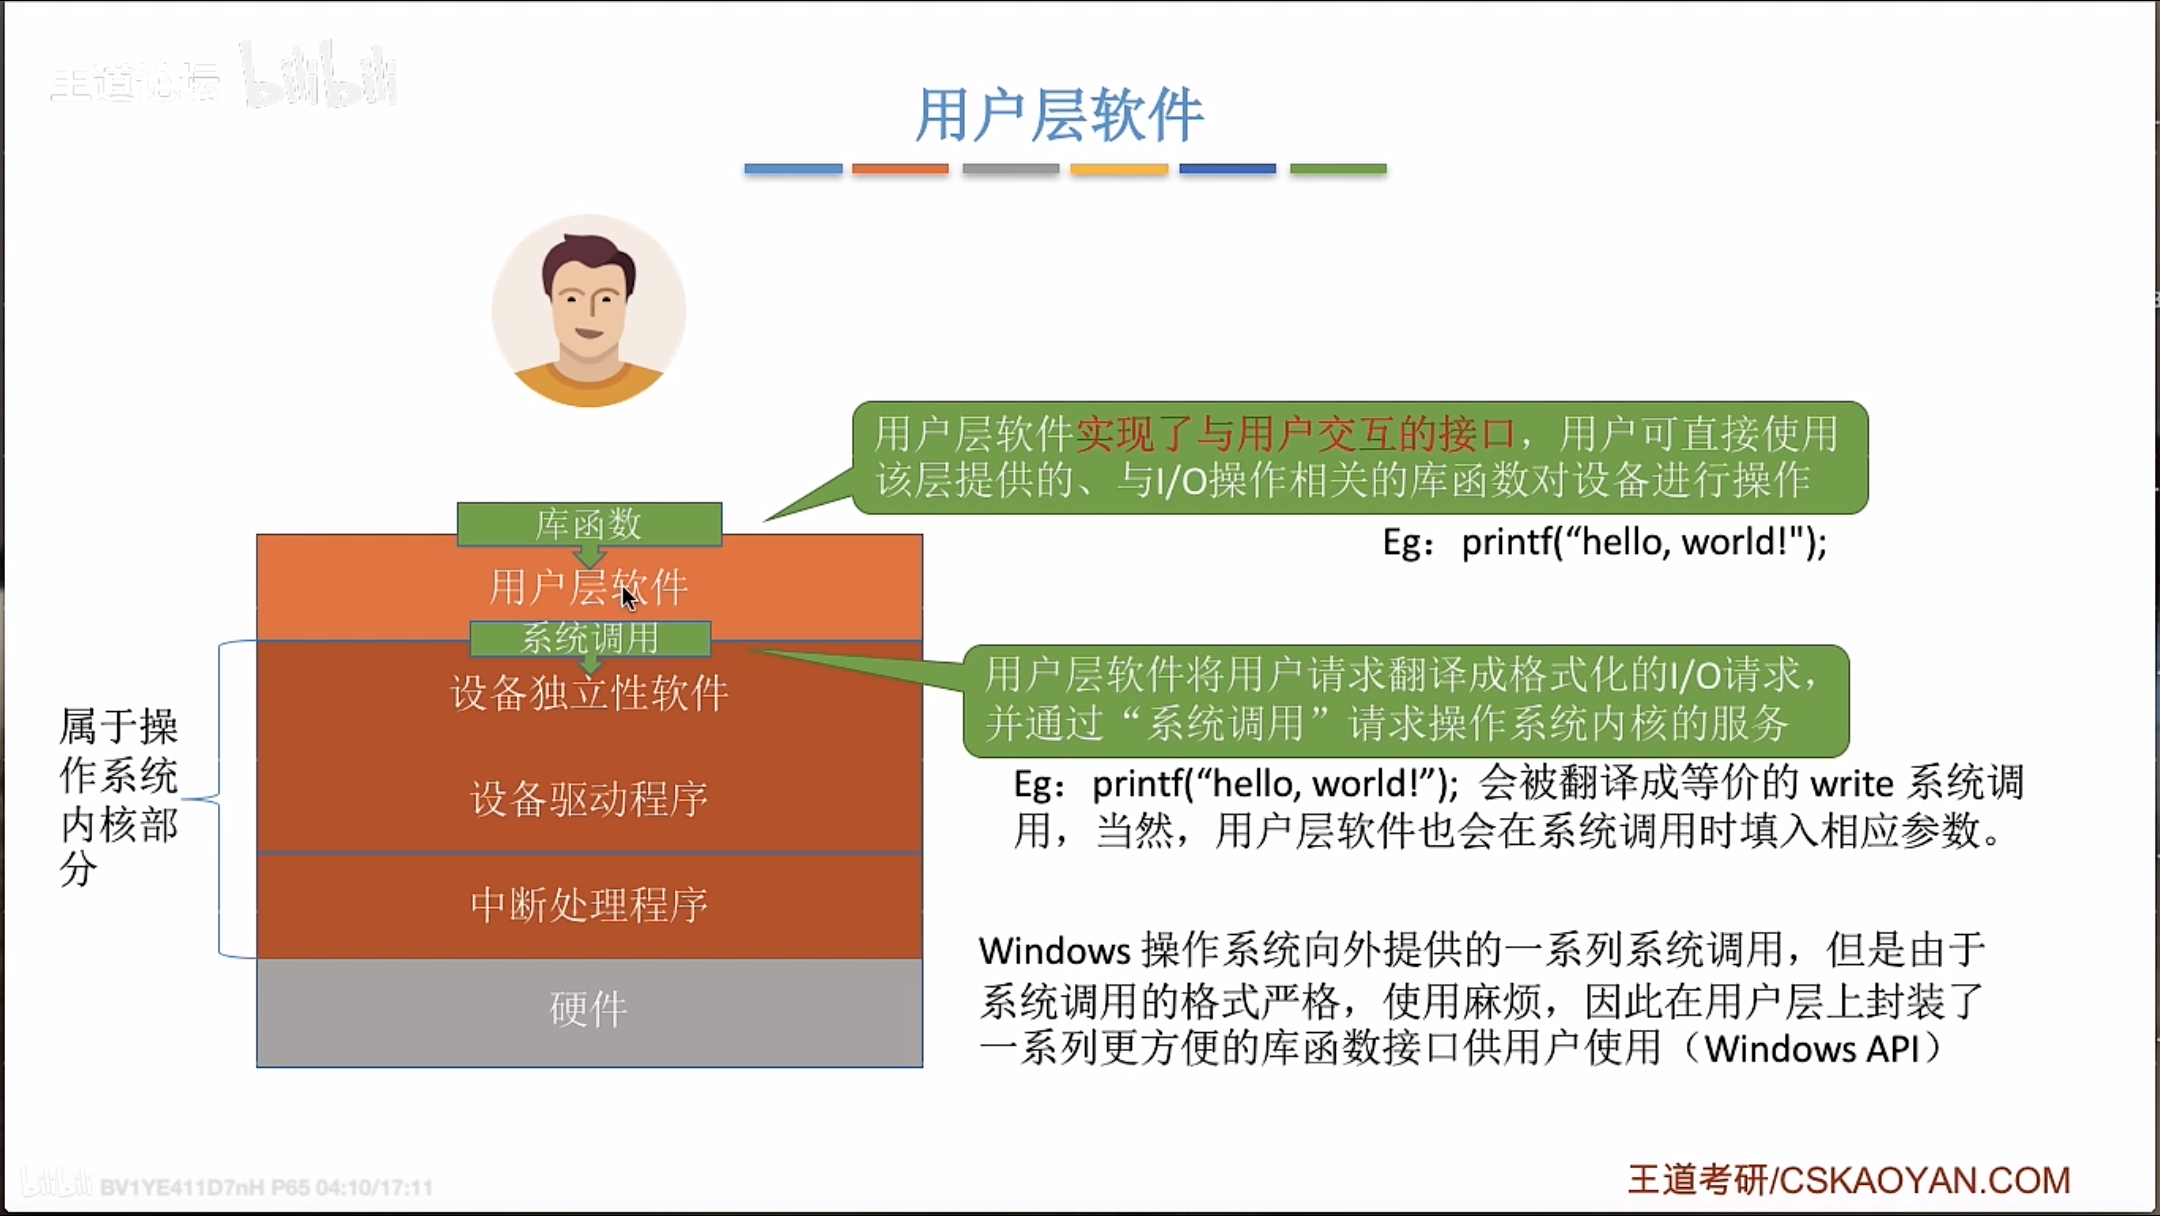 王道论坛 bilibili
用户层软件
用户层软件实现了与用户交互的接口，用户可直接使用
该层提供的、与I/O操作相关的库函数对设备进行操作
Eg：printf(“hello, world!");
库函数
用户层软件
系统调用
设备独立性软件
设备驱动程序
中断处理程序
硬件
属于操
作系统
内核部
分
用户层软件将用户请求翻译成格式化的I/O请求，
并通过“系统调用”请求操作系统内核的服务
Eg：printf(“hello, world!”); 会被翻译成等价的 write 系统调
用，当然，用户层软件也会在系统调用时填入相应参数。
Windows 操作系统向外提供的一系列系统调用，但是由于
系统调用的格式严格，使用麻烦，因此在用户层上封装了
一系列更方便的库函数接口供用户使用（Windows API）
bilibili BV1YE411D7nH P65 04:10/17:11
王道考研/CSKAOYAN.COM